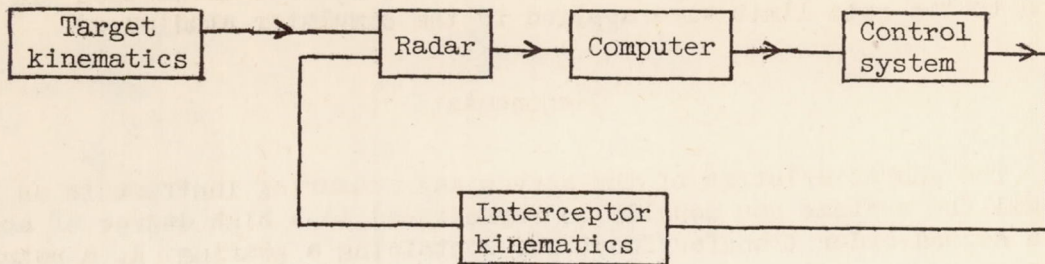 Target
kinematics
Radar
Computer
Control
system
Interceptor
kinematics